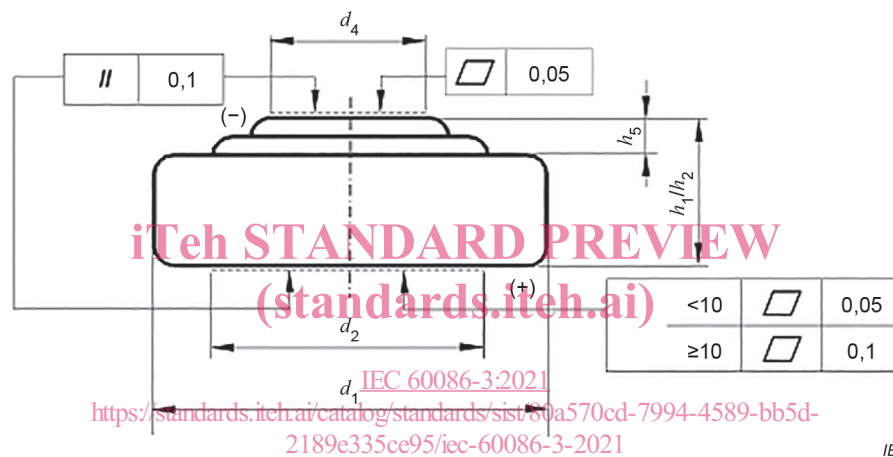 d4
// 0,1
0,05
(–)
h5
h1/h2
iTeh STANDARD PREVIEW
(standards.iteh.ai)
(+)
<10 0,05
≥10 0,1
d2
IEC 60086-3:2021
d1
https://standards.iteh.ai/catalog/standards/sist/80a570cd-7994-4589-bb5d-
2189e335ce95/iec-60086-3-2021